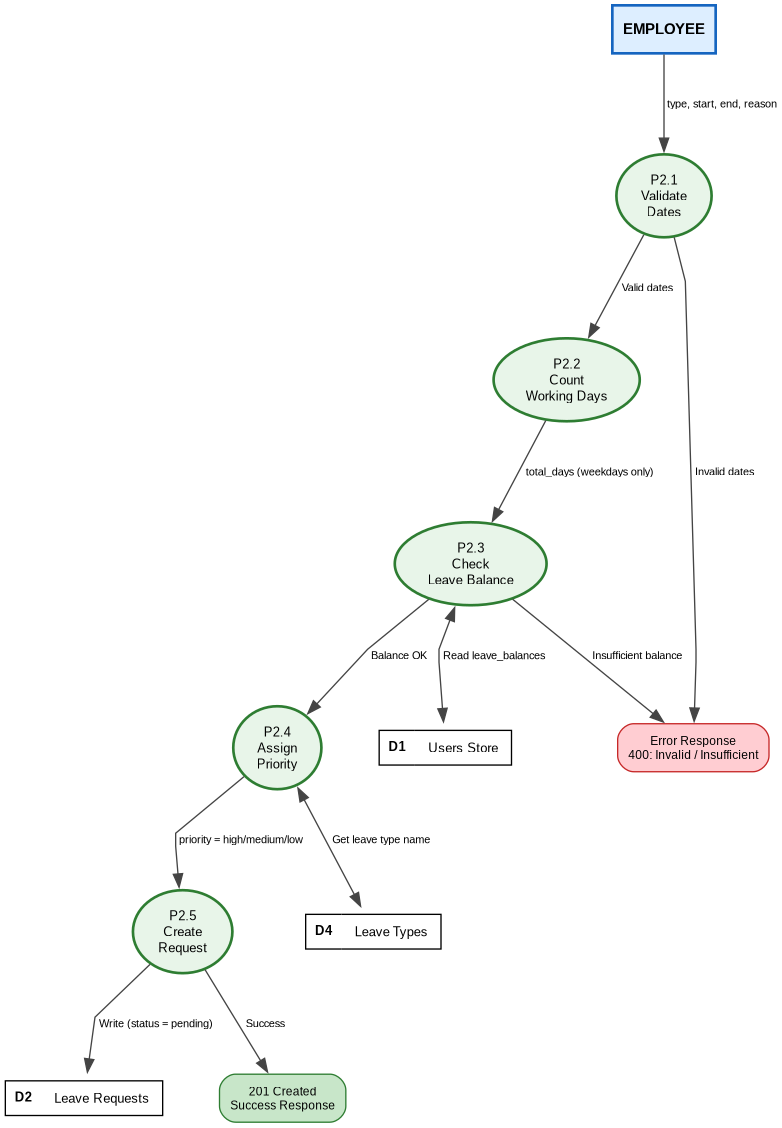 EMPLOYEE
type, start, end, reason
P2.1
Validate
Dates
Valid dates
P2.2
Count
Working Days
total_days (weekdays only)
Invalid dates
P2.3
Check
Leave Balance
Balance OK
Read leave_balances
Insufficient balance
P2.4
Assign
Priority
D1 Users Store
Error Response
400: Invalid / Insufficient
priority = high/medium/low
Get leave type name
P2.5
Create
Request
D4 Leave Types
Write (status = pending)
Success
D2 Leave Requests
201 Created
Success Response